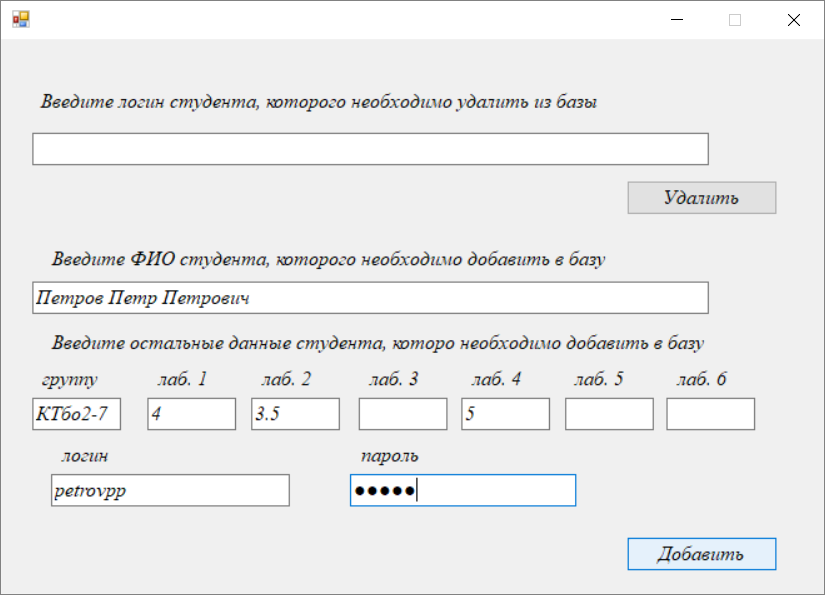 Введите логин студента, которого необходимо удалить из базы
Удалить
Введите ФИО студента, которого необходимо добавить в базу
Петров Петр Петрович
Введите остальные данные студента, которо необходимо добавить в базу
группу лаб. 1 лаб. 2 лаб. 3 лаб. 4 лаб. 5 лаб. 6
КТбо2-7 4 3.5 5
логин пароль
petrovpp ●●●●●
Добавить